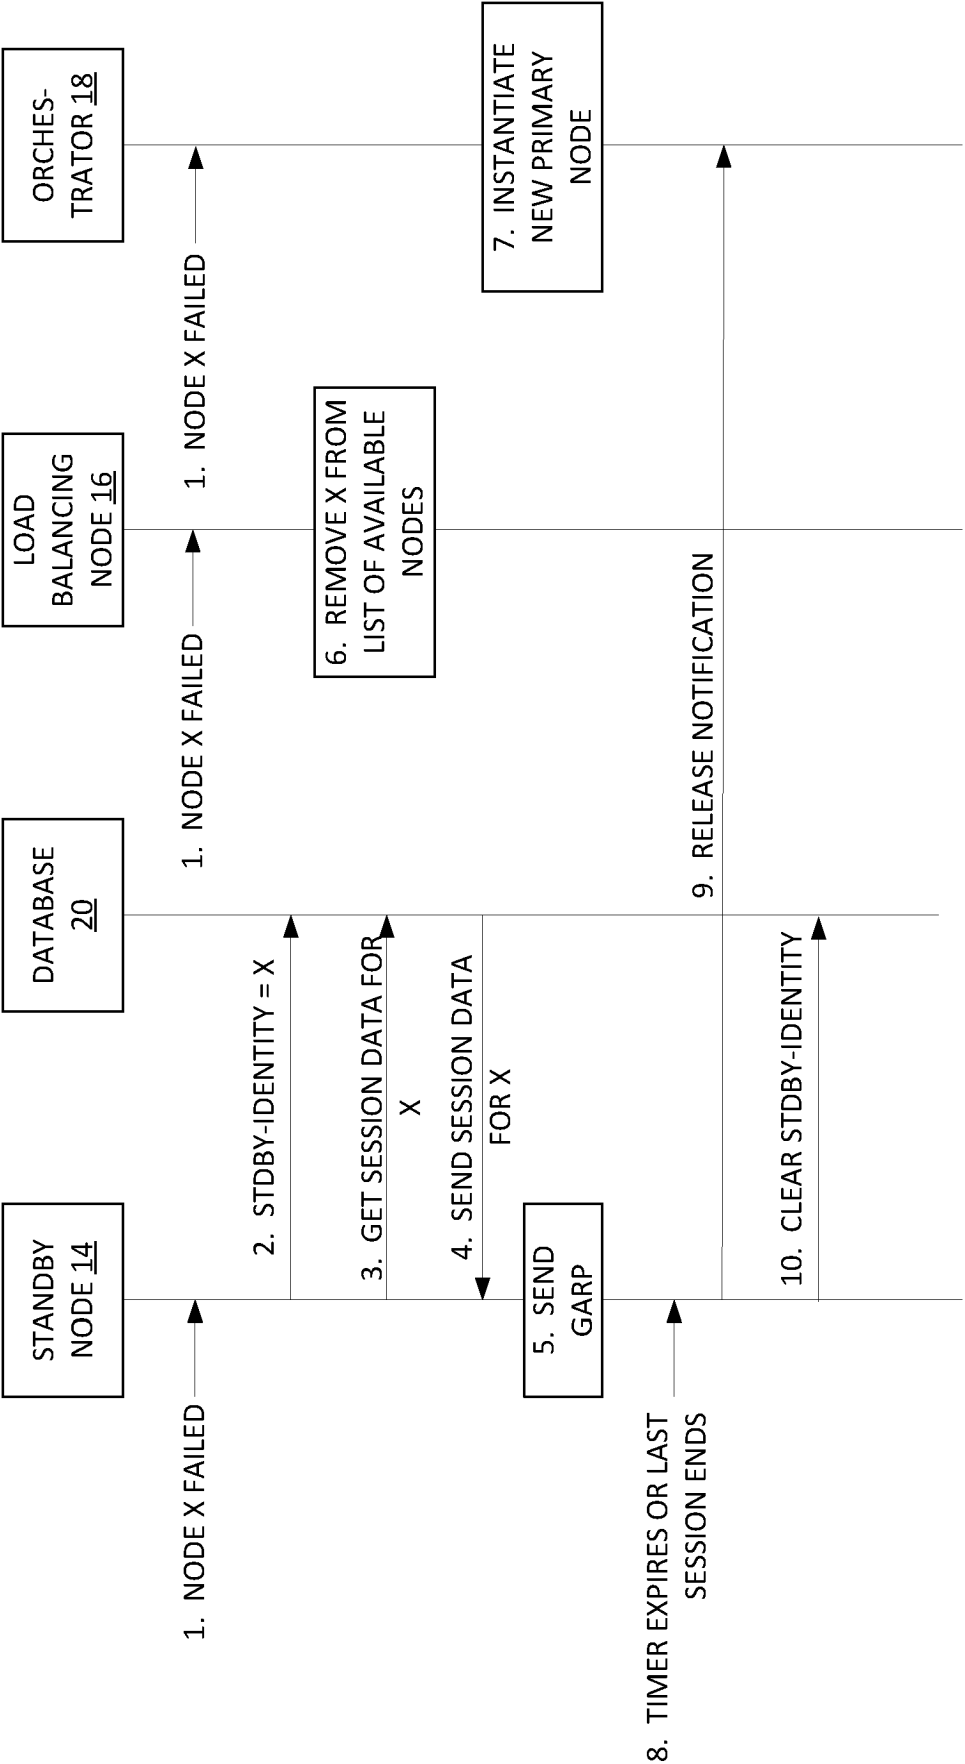 STANDBY
NODE 14
DATABASE
20
LOAD
BALANCING
NODE 16
ORCHES-
TRATOR 18
1. NODE X FAILED
1. NODE X FAILED
1. NODE X FAILED
2. STDBY-IDENTITY = X
3. GET SESSION DATA FOR
X
4. SEND SESSION DATA
FOR X
5. SEND
GARP
6. REMOVE X FROM
LIST OF AVAILABLE
NODES
7. INSTANTIATE
NEW PRIMARY
NODE
8. TIMER EXPIRES OR LAST
SESSION ENDS
9. RELEASE NOTIFICATION
10. CLEAR STDBY-IDENTITY